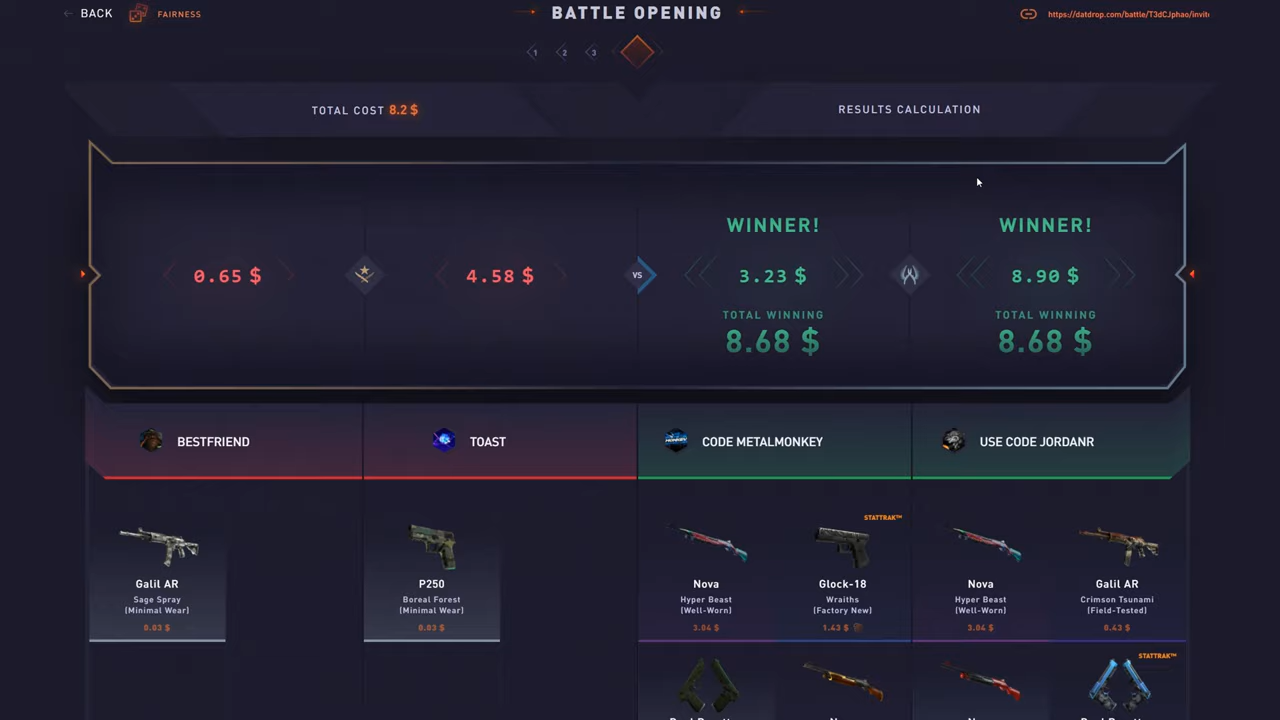 BACK
FAIRNESS
BATTLE OPENING
https://datdrop.com/battle/T3dCJphao/invit
1
2
3
TOTAL COST 8.2 $
RESULTS CALCULATION
0.65 $
4.58 $
VS
WINNER!
3.23 $
TOTAL WINNING
8.68 $
WINNER!
8.90 $
TOTAL WINNING
8.68 $
BESTFRIEND
TOAST
CODE METALMONKEY
USE CODE JORDANR
Galil AR
Sage Spray
(Minimal Wear)
0.03 $
P250
Boreal Forest
(Minimal Wear)
0.03 $
Nova
Hyper Beast
(Well-Worn)
3.04 $
STATTRAK™
Glock-18
Wraiths
(Factory New)
1.43 $
Nova
Hyper Beast
(Well-Worn)
3.04 $
Galil AR
Crimson Tsunami
(Field-Tested)
0.43 $
STATTRAK™